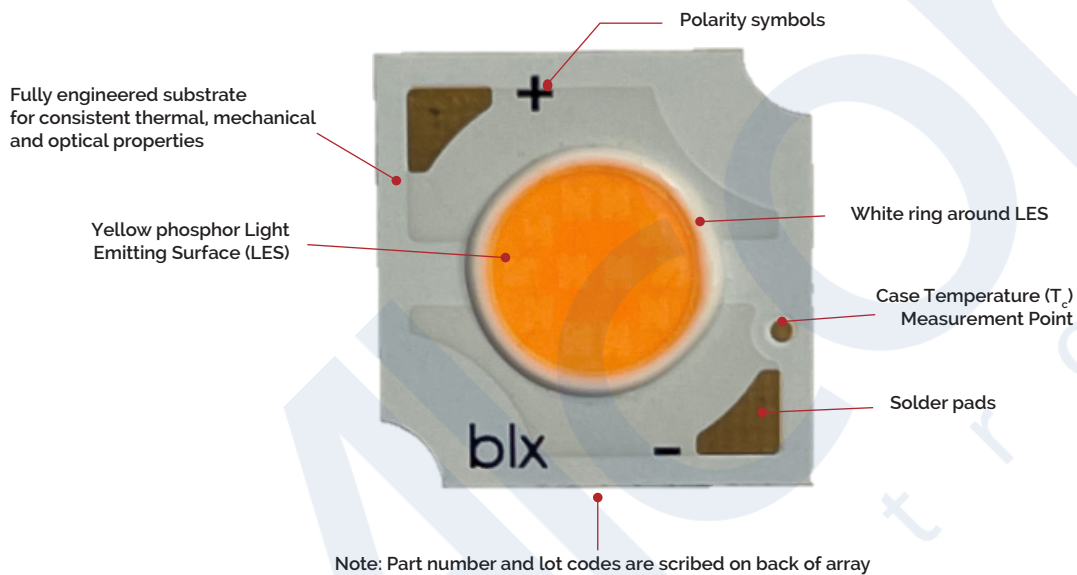 Polarity symbols
Fully engineered substrate
for consistent thermal, mechanical
and optical properties
+
Yellow phosphor Light
Emitting Surface (LES)
White ring around LES
Case Temperature (Tc)
Measurement Point
Solder pads
blx
-
Note: Part number and lot codes are scribed on back of array